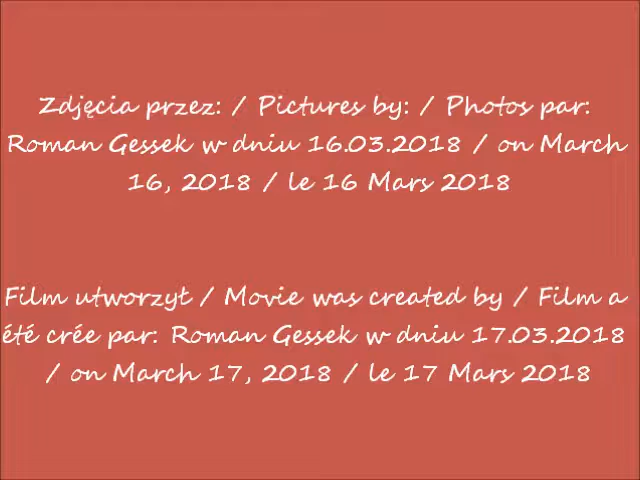 Zdjęcia przez: / Pictures by: / Photos par:
Roman Gessek w dniu 16.03.2018 / on March
16, 2018 / le 16 Mars 2018
Film utworzył / Movie was created by / Film a
été crée par: Roman Gessek w dniu 17.03.2018
/ on March 17, 2018 / le 17 Mars 2018